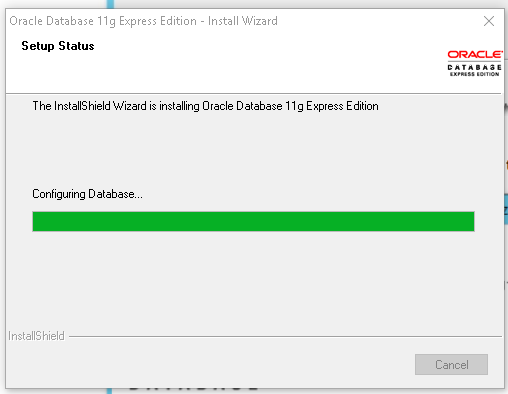 Oracle Database 11g Express Edition - Install Wizard
Setup Status
ORACLE
DATABASE
EXPRESS EDITION
The InstallShield Wizard is installing Oracle Database 11g Express Edition
Configuring Database...
InstallShield
Cancel